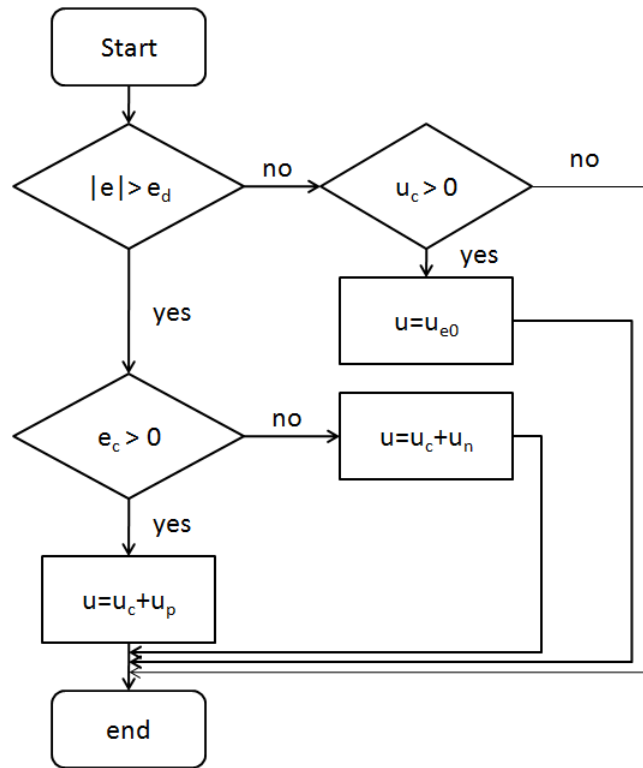 Start
|e|> e_d
no
u_c > 0
no
yes
u=u_e0
yes
e_c > 0
no
u=u_c+u_n
yes
u=u_c+u_p
end